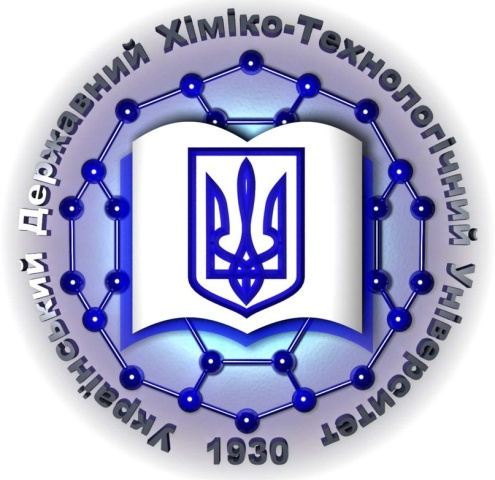 Український Державний Хіміко-Технологічний Університет
1930